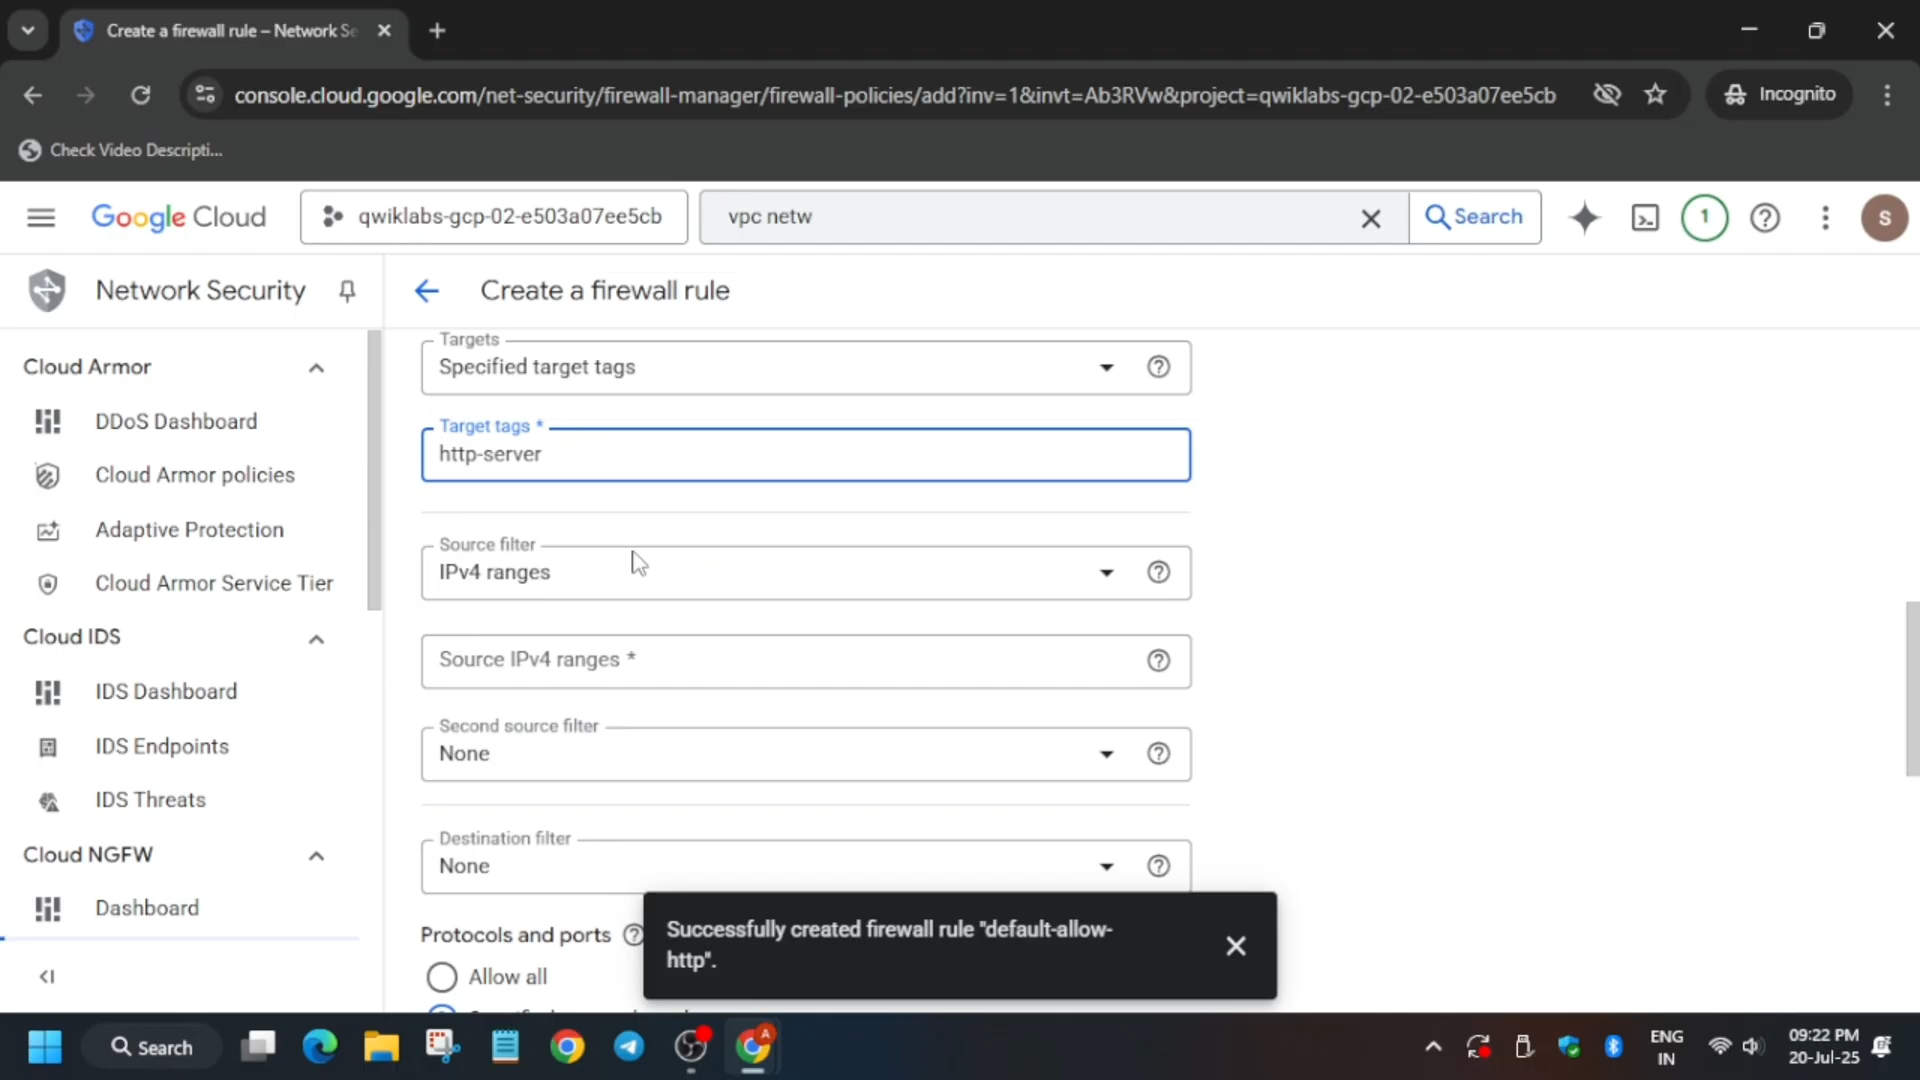 Create a firewall rule – Network Se
console.cloud.google.com/net-security/firewall-manager/firewall-policies/add?inv=1&invt=Ab3RVw&project=qwiklabs-gcp-02-e503a07ee5cb
Incognito
Check Video Descripti...
Google Cloud
qwiklabs-gcp-02-e503a07ee5cb
vpc netw
Search
1
S
Network Security
Create a firewall rule
Cloud Armor
DDoS Dashboard
Cloud Armor policies
Adaptive Protection
Cloud Armor Service Tier
Cloud IDS
IDS Dashboard
IDS Endpoints
IDS Threats
Cloud NGFW
Dashboard
Targets
Specified target tags
Target tags *
http-server
Source filter
IPv4 ranges
Source IPv4 ranges *
Second source filter
None
Destination filter
None
Protocols and ports
Allow all
Successfully created firewall rule "default-allow-
http".
Search
A
ENG
IN
09:22 PM
20-Jul-25